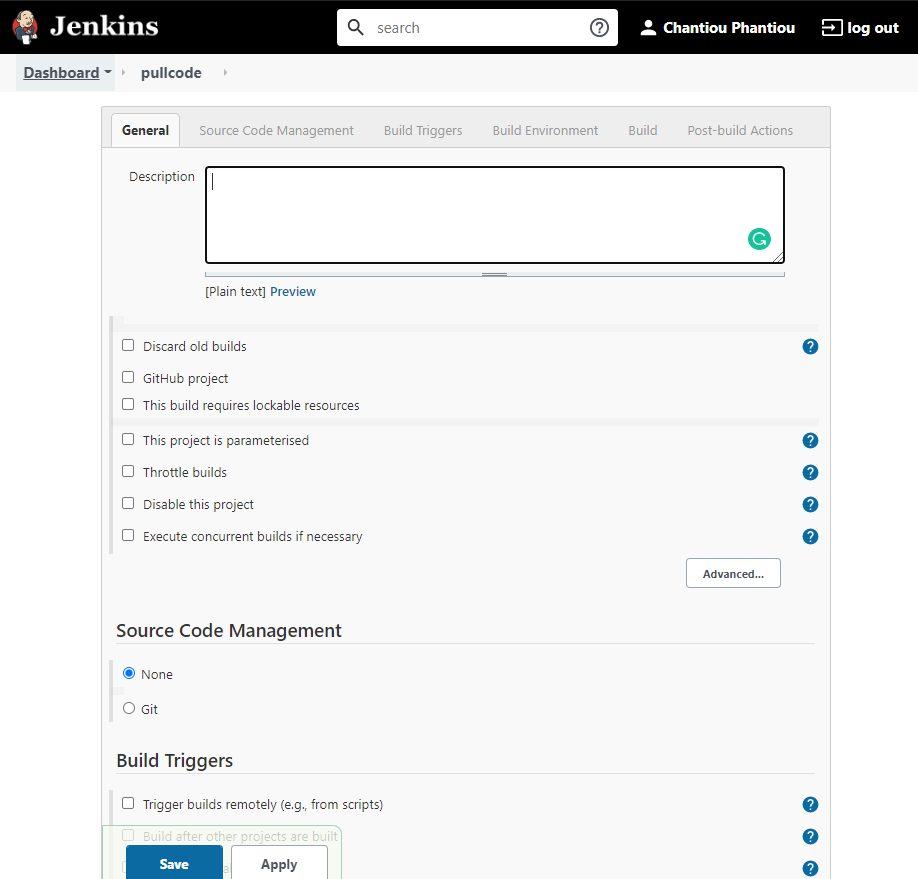 Jenkins
search
Chantiou Phantiou
log out
Dashboard
pullcode
General
Source Code Management
Build Triggers
Build Environment
Build
Post-build Actions
Description
[Plain text] Preview
Discard old builds
GitHub project
This build requires lockable resources
This project is parameterised
Throttle builds
Disable this project
Execute concurrent builds if necessary
Advanced...
Source Code Management
None
Git
Build Triggers
Trigger builds remotely (e.g., from scripts)
Build after other projects are built
Save
Apply